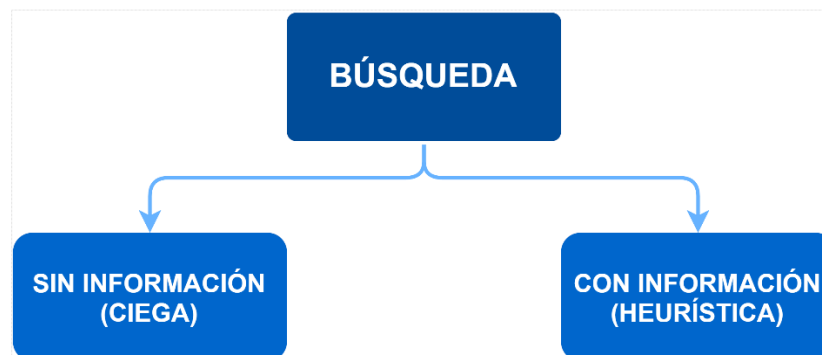 BÚSQUEDA
SIN INFORMACIÓN
(CIEGA)
CON INFORMACIÓN
(HEURÍSTICA)